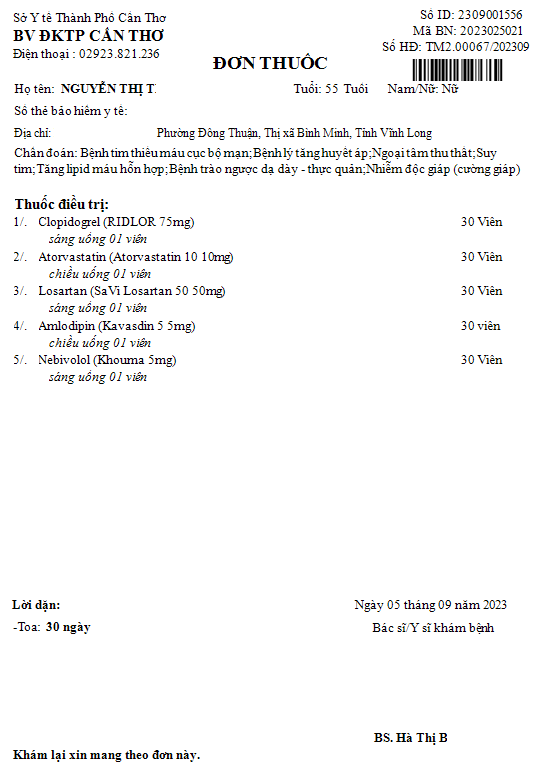 Sở Y tế Thành Phố Cần Thơ
BV ĐKTP CẦN THƠ
Điện thoại : 02923.821.236
Số ID: 2309001556
Mã BN: 2023025021
Số HĐ: TM2.00067/202309
ĐƠN THUỐC
Họ tên: NGUYỄN THỊ T. Tuổi: 55 Tuổi Nam/Nữ: Nữ
Số thẻ bảo hiểm y tế:
Địa chỉ: Phường Đông Thuận, Thị xã Bình Minh, Tỉnh Vĩnh Long
Chẩn đoán: Bệnh tim thiếu máu cục bộ mạn;Bệnh lý tăng huyết áp;Ngoại tâm thu thất;Suy
tim;Tăng lipid máu hỗn hợp;Bệnh trào ngược dạ dày - thực quản;Nhiễm độc giáp (cường giáp)
Thuốc điều trị:
1/. Clopidogrel (RIDLOR 75mg) 30 Viên
sáng uống 01 viên
2/. Atorvastatin (Atorvastatin 10 10mg) 30 Viên
chiều uống 01 viên
3/. Losartan (SaVi Losartan 50 50mg) 30 Viên
sáng uống 01 viên
4/. Amlodipin (Kavasdin 5 5mg) 30 viên
chiều uống 01 viên
5/. Nebivolol (Khouma 5mg) 30 Viên
sáng uống 01 viên
Lời dặn:
Ngày 05 tháng 09 năm 2023
-Toa: 30 ngày
Bác sĩ/Y sĩ khám bệnh
BS. Hà Thị B
Khám lại xin mang theo đơn này.